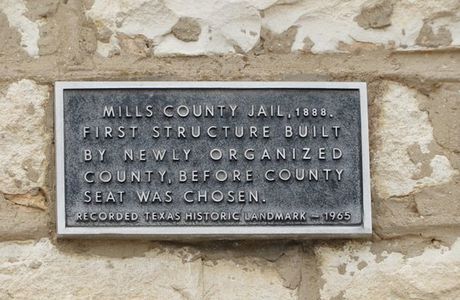 MILLS COUNTY JAIL, 1888.
FIRST STRUCTURE BUILT
BY NEWLY ORGANIZED
COUNTY, BEFORE COUNTY
SEAT WAS CHOSEN.
RECORDED TEXAS HISTORIC LANDMARK — 1965